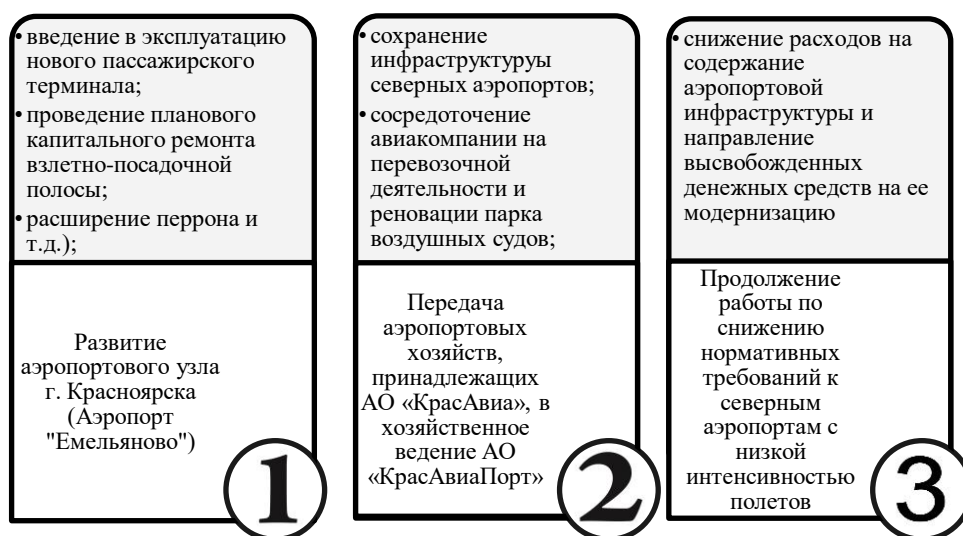 • введение в эксплуатацию
нового пассажирского
терминала;
• проведение планового
капитального ремонта
взлетно-посадочной
полосы;
• расширение перрона и
т.д.);
Развитие
аэропортового узла
г. Красноярска
(Аэропорт
"Емельяново")
1
• сохранение
инфраструктуруы
северных аэропортов;
• сосредоточение
авиакомпании на
перевозочной
деятельности и
реновации парка
воздушных судов;
Передача
аэропортовых
хозяйств,
принадлежащих
АО «КрасАвиа», в
хозяйственное
ведение АО
«КрасАвиаПорт»
2
• снижение расходов на
содержание
аэропортовой
инфраструктуры и
направление
высвобожденных
денежных средств на ее
модернизацию
Продолжение
работы по
снижению
нормативных
требований к
северным
аэропортам с
низкой
интенсивностью
полетов
3